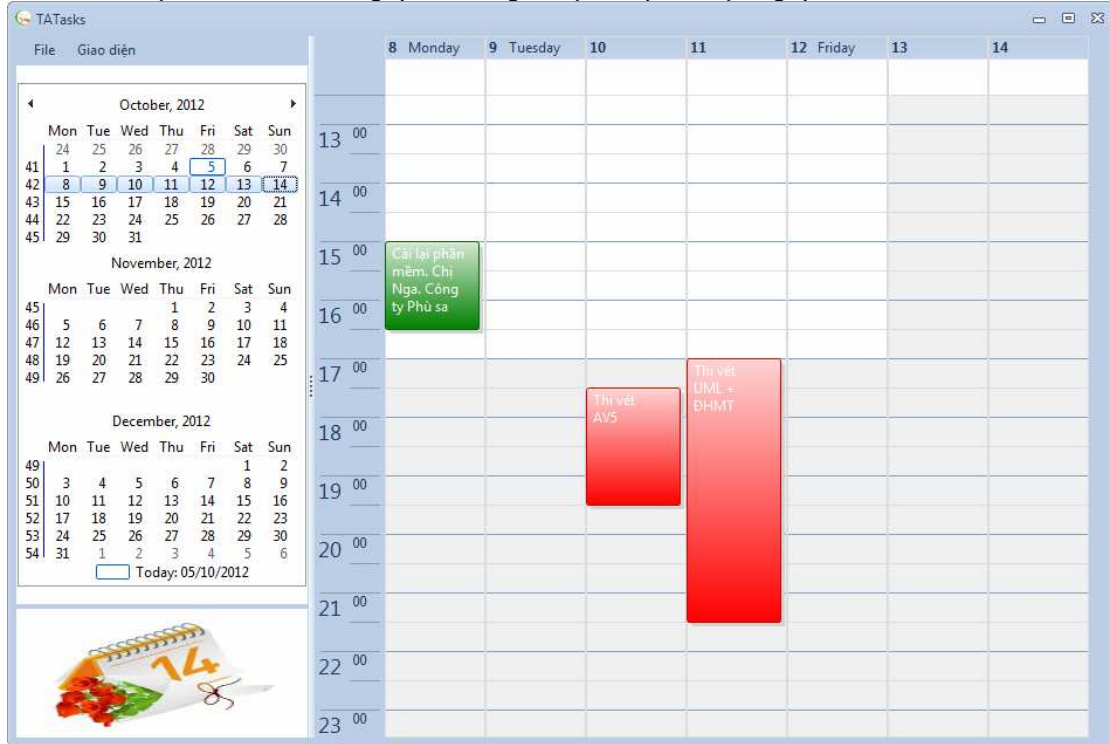 TATasks
File Giao diện
October, 2012
Mon Tue Wed Thu Fri Sat Sun
24 25 26 27 28 29 30
41 1 2 3 4 5 6 7
42 8 9 10 11 12 13 14
43 15 16 17 18 19 20 21
44 22 23 24 25 26 27 28
45 29 30 31
November, 2012
Mon Tue Wed Thu Fri Sat Sun
45 1 2 3 4
46 5 6 7 8 9 10 11
47 12 13 14 15 16 17 18
48 19 20 21 22 23 24 25
49 26 27 28 29 30
December, 2012
Mon Tue Wed Thu Fri Sat Sun
49 1 2
50 3 4 5 6 7 8 9
51 10 11 12 13 14 15 16
52 17 18 19 20 21 22 23
53 24 25 26 27 28 29 30
54 31 1 2 3 4 5 6
Today: 05/10/2012
14
8 Monday 9 Tuesday 10 11 12 Friday 13 14
13 00
14 00
15 00
16 00
17 00
18 00
19 00
20 00
21 00
22 00
23 00
Cài lại phần
mềm. Chị
Nga. Công
ty Phù sa
Thi vét
AV5
Thi vét
UML +
ĐHMT